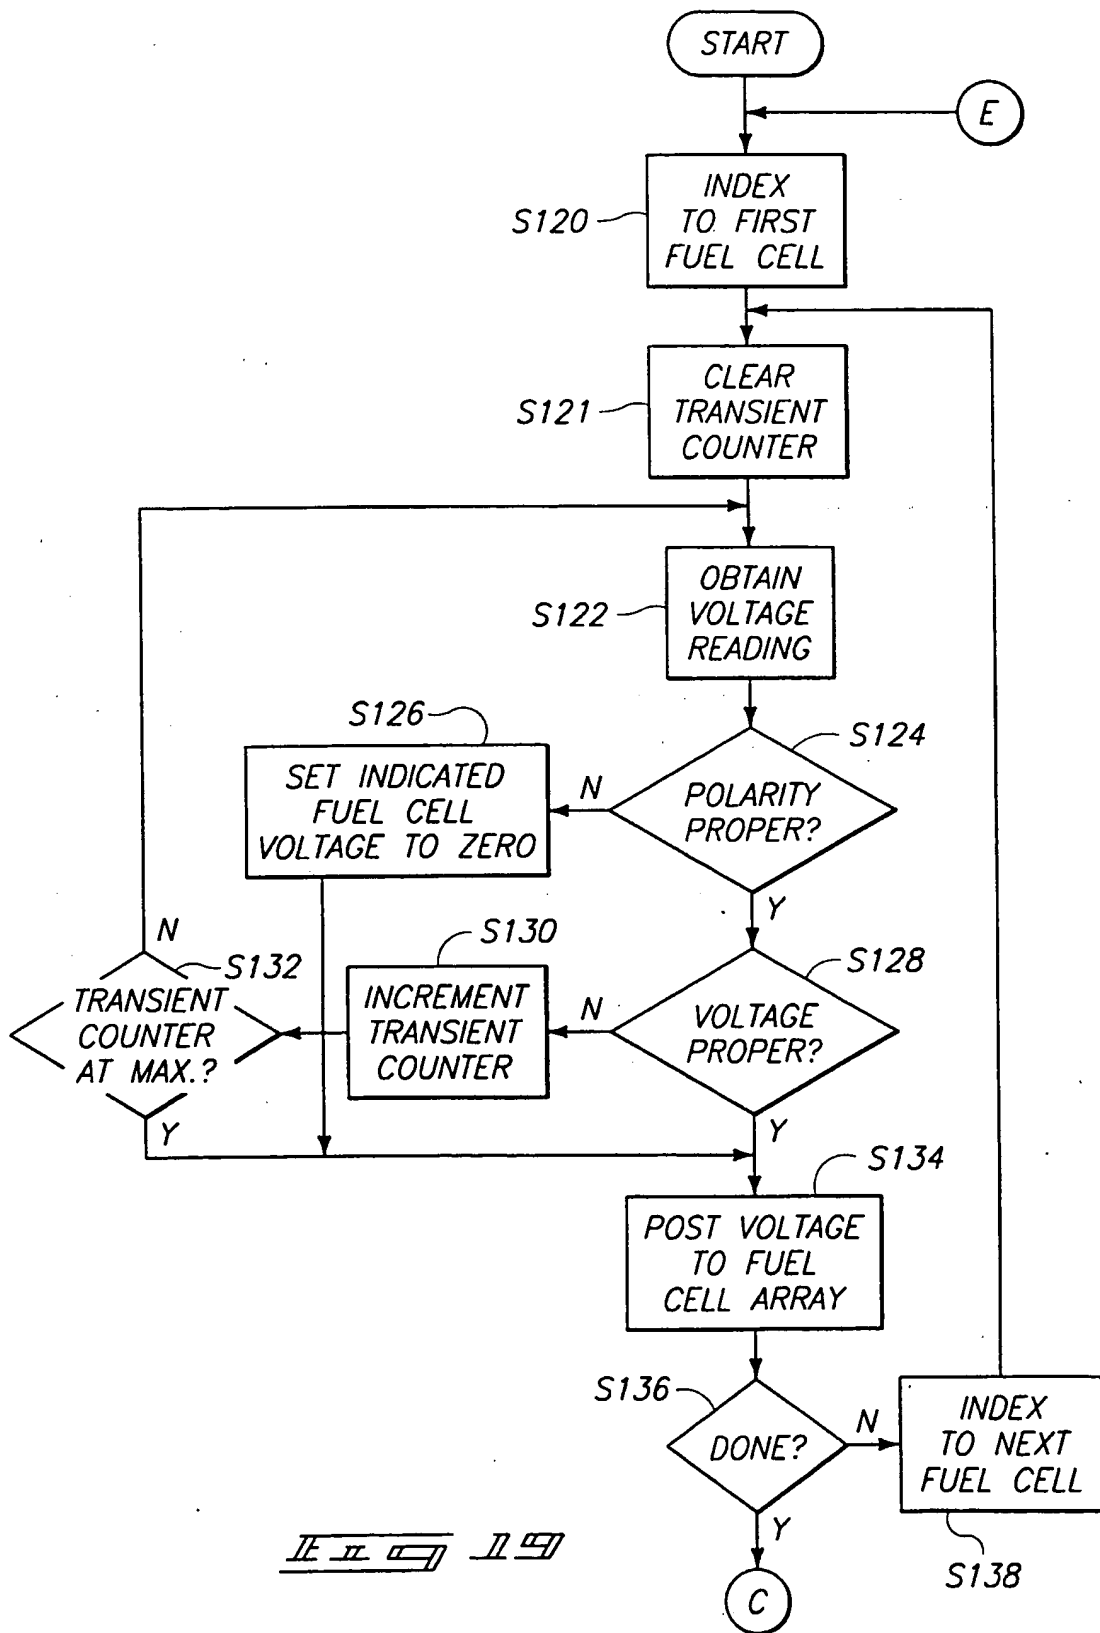 START
E
INDEX
TO FIRST
FUEL CELL
S120
CLEAR
TRANSIENT
COUNTER
S121
OBTAIN
VOLTAGE
READING
S122
S126
S124
SET INDICATED
FUEL CELL
VOLTAGE TO ZERO
N
POLARITY
PROPER?
Y
N
S132
S130
S128
TRANSIENT
COUNTER
AT MAX.?
INCREMENT
TRANSIENT
COUNTER
N
VOLTAGE
PROPER?
Y
Y
S134
POST VOLTAGE
TO FUEL
CELL ARRAY
S136
DONE?
N
INDEX
TO NEXT
FUEL CELL
Y
S138
C
Fig 19